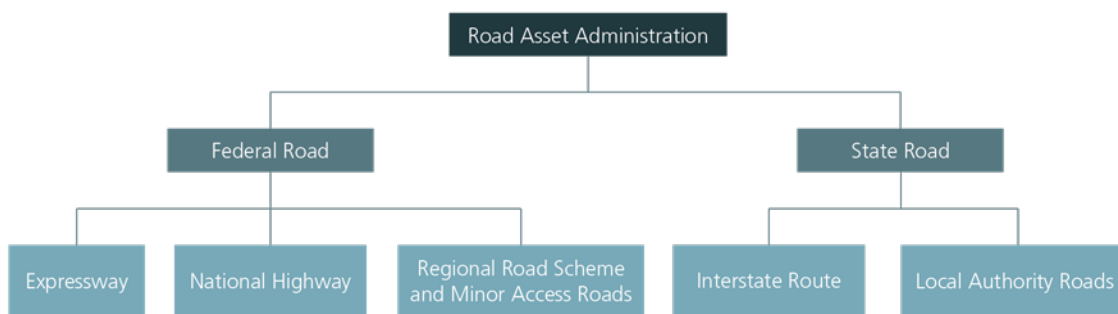 Road Asset Administration
Federal Road
State Road
Expressway
National Highway
Regional Road Scheme
and Minor Access Roads
Interstate Route
Local Authority Roads